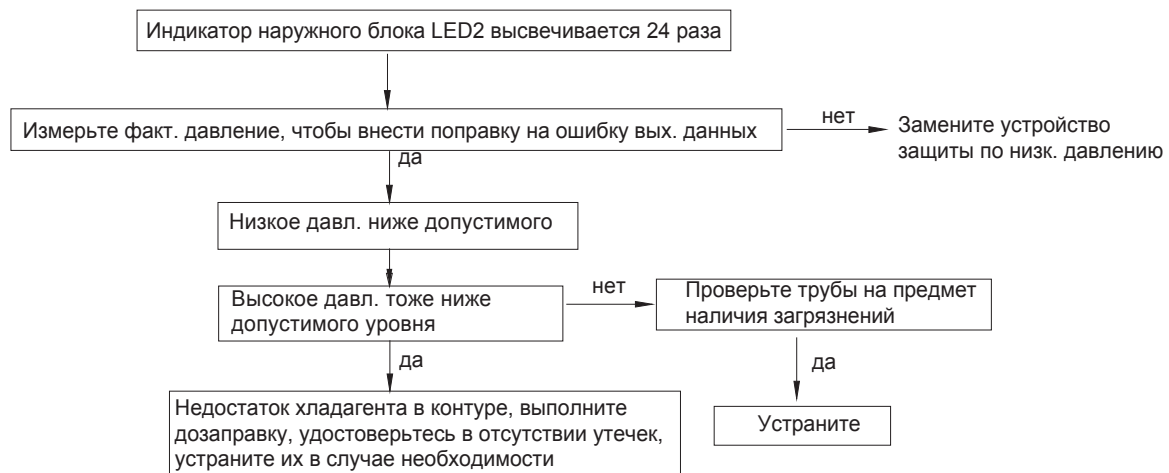 Индикатор наружного блока LED2 высвечивается 24 раза
Измерьте факт. давление, чтобы внести поправку на ошибку вых. данных
нет
Замените устройство
защиты по низк. давлению
да
Низкое давл. ниже допустимого
Высокое давл. тоже ниже
допустимого уровня
нет
Проверьте трубы на предмет
наличия загрязнений
да
да
Недостаток хладагента в контуре, выполните
дозаправку, удостоверьтесь в отсутствии утечек,
устраните их в случае необходимости
Устраните